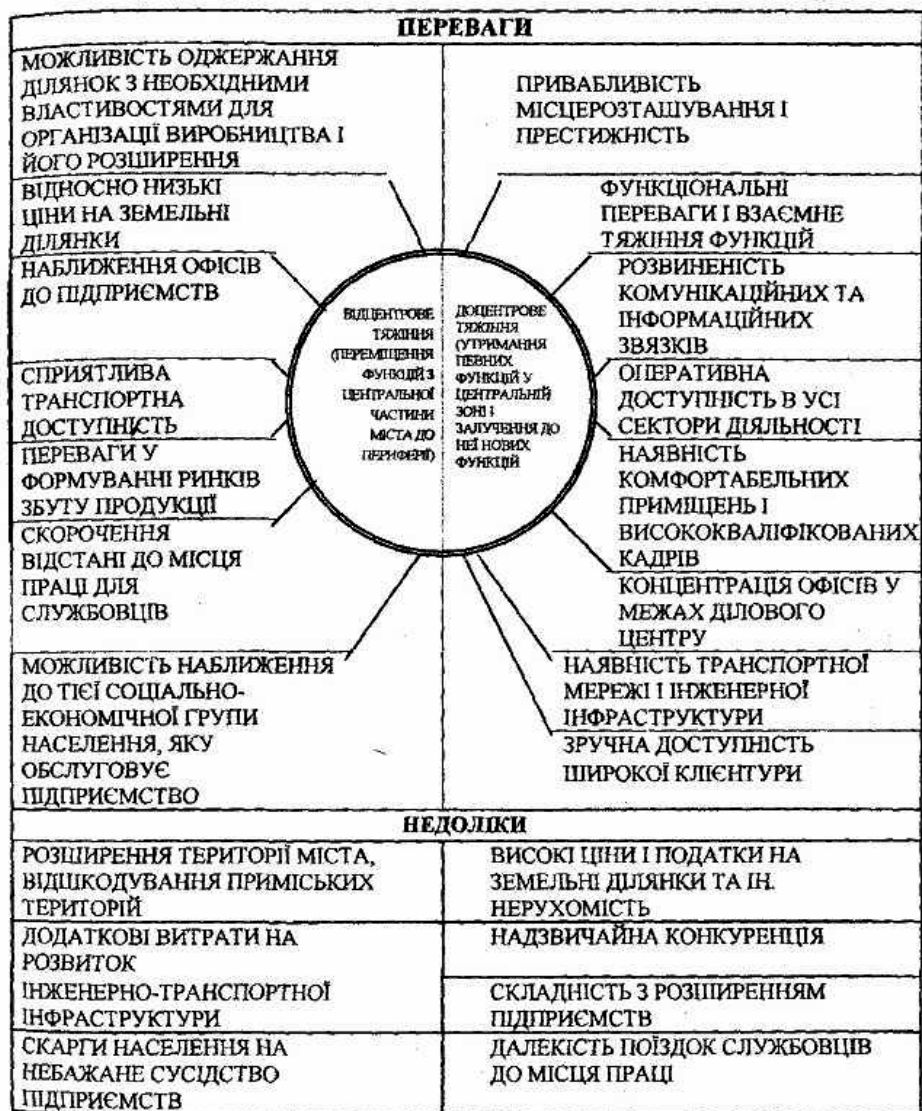 ПЕРЕВАГИ
МОЖЛИВІСТЬ ОДЖЕРЖАННЯ
ДІЛЯНОК З НЕОБХІДНИМИ
ВЛАСТИВОСТЯМИ ДЛЯ
ОРГАНІЗАЦІЇ ВИРОБНИЦТВА І
ЙОГО РОЗШИРЕННЯ
ВІДНОСНО НИЗЬКІ
ЦІНИ НА ЗЕМЕЛЬНІ
ДІЛЯНКИ
НАБЛИЖЕННЯ ОФІСІВ
ДО ПІДПРИЄМСТВ
СПРИЯТЛИВА
ТРАНСПОРТНА
ДОСТУПНІСТЬ
ПЕРЕВАГИ У
ФОРМУВАННІ РИНКІВ
ЗБУТУ ПРОДУКЦІЇ
СКОРОЧЕННЯ
ВІДСТАНІ ДО МІСЦЯ
ПРАЦІ ДЛЯ
СЛУЖБОВЦІВ
МОЖЛИВІСТЬ НАБЛИЖЕННЯ
ДО ТІЄЇ СОЦІАЛЬНО-
ЕКОНОМІЧНОЇ ГРУПИ
НАСЕЛЕННЯ, ЯКУ
ОБСЛУГОВУЄ
ПІДПРИЄМСТВО
ВІДЦЕНТРОВЕ
ТЯЖІННЯ
(ПЕРЕМІЩЕННЯ
ФУНКЦІЙ З
ЦЕНТРАЛЬНОЇ
ЧАСТИНИ
МІСТА ДО
ПЕРИФЕРІЇ)
ДОЦЕНТРОВЕ
ТЯЖІННЯ
(УТРИМАННЯ
ПЕВНИХ
ФУНКЦІЙ У
ЦЕНТРАЛЬНІЙ
ЗОНІ І
ЗАЛУЧЕННЯ ДО
НЕЇ НОВИХ
ФУНКЦІЙ
ПРИВАБЛИВІСТЬ
МІСЦЕРОЗТАШУВАННЯ І
ПРЕСТИЖНІСТЬ
ФУНКЦІОНАЛЬНІ
ПЕРЕВАГИ І ВЗАЄМНЕ
ТЯЖІННЯ ФУНКЦІЙ
РОЗВИНЕНІСТЬ
КОМУНІКАЦІЙНИХ ТА
ІНФОРМАЦІЙНИХ
ЗВЯЗКІВ
ОПЕРАТИВНА
ДОСТУПНІСТЬ В УСІ
СЕКТОРИ ДІЯЛЬНОСТІ
НАЯВНІСТЬ
КОМФОРТАБЕЛЬНИХ
ПРИМІЩЕНЬ І
ВИСОКОКВАЛІФІКОВАНИХ
КАДРІВ
КОНЦЕНТРАЦІЯ ОФІСІВ У
МЕЖАХ ДІЛОВОГО
ЦЕНТРУ
НАЯВНІСТЬ ТРАНСПОРТНОЇ
МЕРЕЖІ І ІНЖЕНЕРНОЇ
ІНФРАСТРУКТУРИ
ЗРУЧНА ДОСТУПНІСТЬ
ШИРОКОЇ КЛІЄНТУРИ
НЕДОЛІКИ
РОЗШИРЕННЯ ТЕРИТОРІЇ МІСТА,
ВІДШКОДУВАННЯ ПРИМІСЬКИХ
ТЕРИТОРІЙ
ДОДАТКОВІ ВИТРАТИ НА
РОЗВИТОК
ІНЖЕНЕРНО-ТРАНСПОРТНОЇ
ІНФРАСТРУКТУРИ
СКАРГИ НАСЕЛЕННЯ НА
НЕБАЖАНЕ СУСІДСТВО
ПІДПРИЄМСТВ
ВИСОКІ ЦІНИ І ПОДАТКИ НА
ЗЕМЕЛЬНІ ДІЛЯНКИ ТА ІН.
НЕРУХОМІСТЬ
НАДЗВИЧАЙНА КОНКУРЕНЦІЯ
СКЛАДНІСТЬ З РОЗШИРЕННЯМ
ПІДПРИЄМСТВ
ДАЛЕКІСТЬ ПОЇЗДОК СЛУЖБОВЦІВ
ДО МІСЦЯ ПРАЦІ